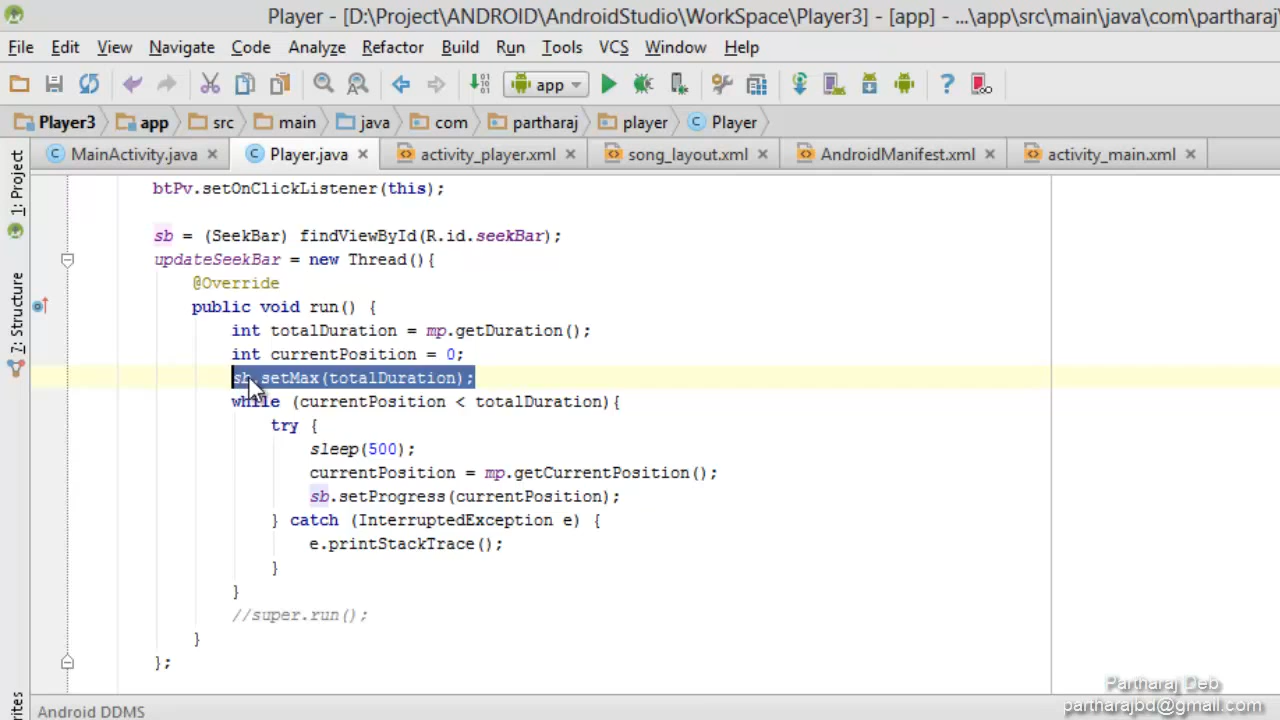 Player - [D:\Project\ANDROID\AndroidStudio\WorkSpace\Player3] - [app] - ...\app\src\main\java\com\partharaj\
File Edit View Navigate Code Analyze Refactor Build Run Tools VCS Window Help
app
Player3 app src main java com partharaj player Player
MainActivity.java Player.java activity_player.xml song_layout.xml AndroidManifest.xml activity_main.xml
1: Project
7: Structure
btPv.setOnClickListener(this);
sb = (SeekBar) findViewById(R.id.seekBar);
updateSeekBar = new Thread(){
@Override
public void run() {
int totalDuration = mp.getDuration();
int currentPosition = 0;
sb.setMax(totalDuration);
while (currentPosition < totalDuration){
try {
sleep(500);
currentPosition = mp.getCurrentPosition();
sb.setProgress(currentPosition);
} catch (InterruptedException e) {
e.printStackTrace();
}
}
//super.run();
}
};
rites
Android DDMS
Partharaj Deb
partharajbd@gmail.com